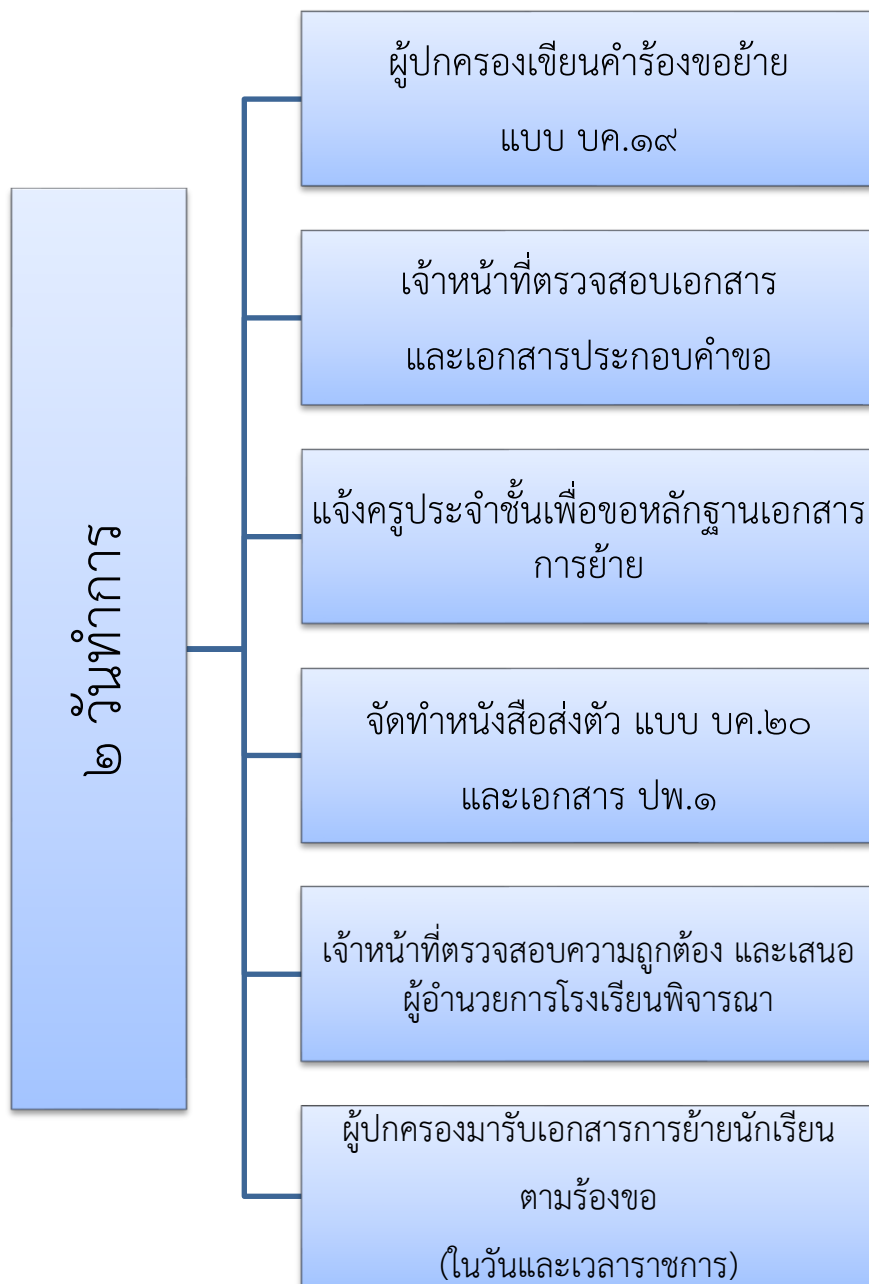 ๒ วันทำการ
ผู้ปกครองเขียนคำร้องขอย้าย
แบบ บค.๑๙
เจ้าหน้าที่ตรวจสอบเอกสาร
และเอกสารประกอบคำขอ
แจ้งครูประจำชั้นเพื่อขอหลักฐานเอกสาร
การย้าย
จัดทำหนังสือส่งตัว แบบ บค.๒๐
และเอกสาร ปพ.๑
เจ้าหน้าที่ตรวจสอบความถูกต้อง และเสนอ
ผู้อำนวยการโรงเรียนพิจารณา
ผู้ปกครองมารับเอกสารการย้ายนักเรียน
ตามร้องขอ
(ในวันและเวลาราชการ)